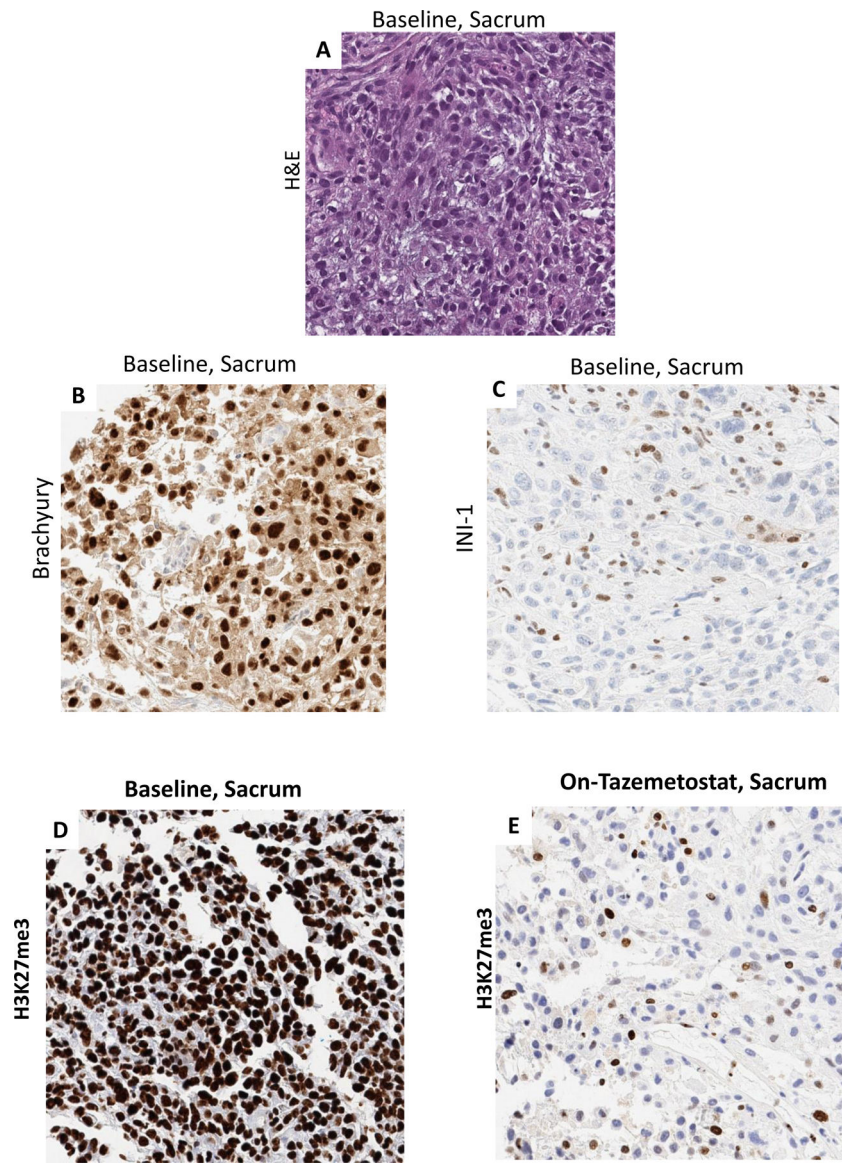 Baseline, Sacrum
A
H&E
Baseline, Sacrum
B
Brachyury
Baseline, Sacrum
C
INI-1
Baseline, Sacrum
D
H3K27me3
On-Tazemetostat, Sacrum
E
H3K27me3